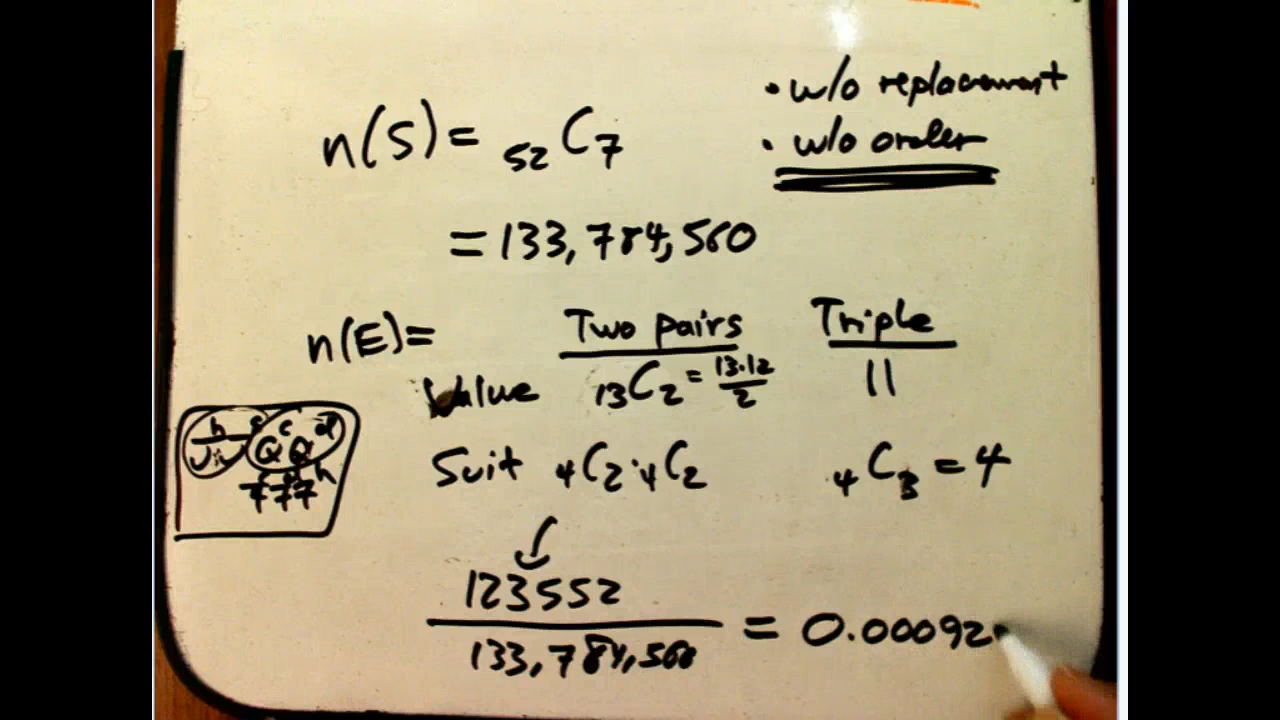 • w/o replacement
• w/o order
n(S) = ₅₂C₇
= 133,784,560
n(E) =
Two pairs Triple
Value ₁₃C₂ = 13·12/2 11
Suit ₄C₂·₄C₂ ₄C₃ = 4
h c c d
J J Q Q
h
777
123552
133,784,560
= 0.00092